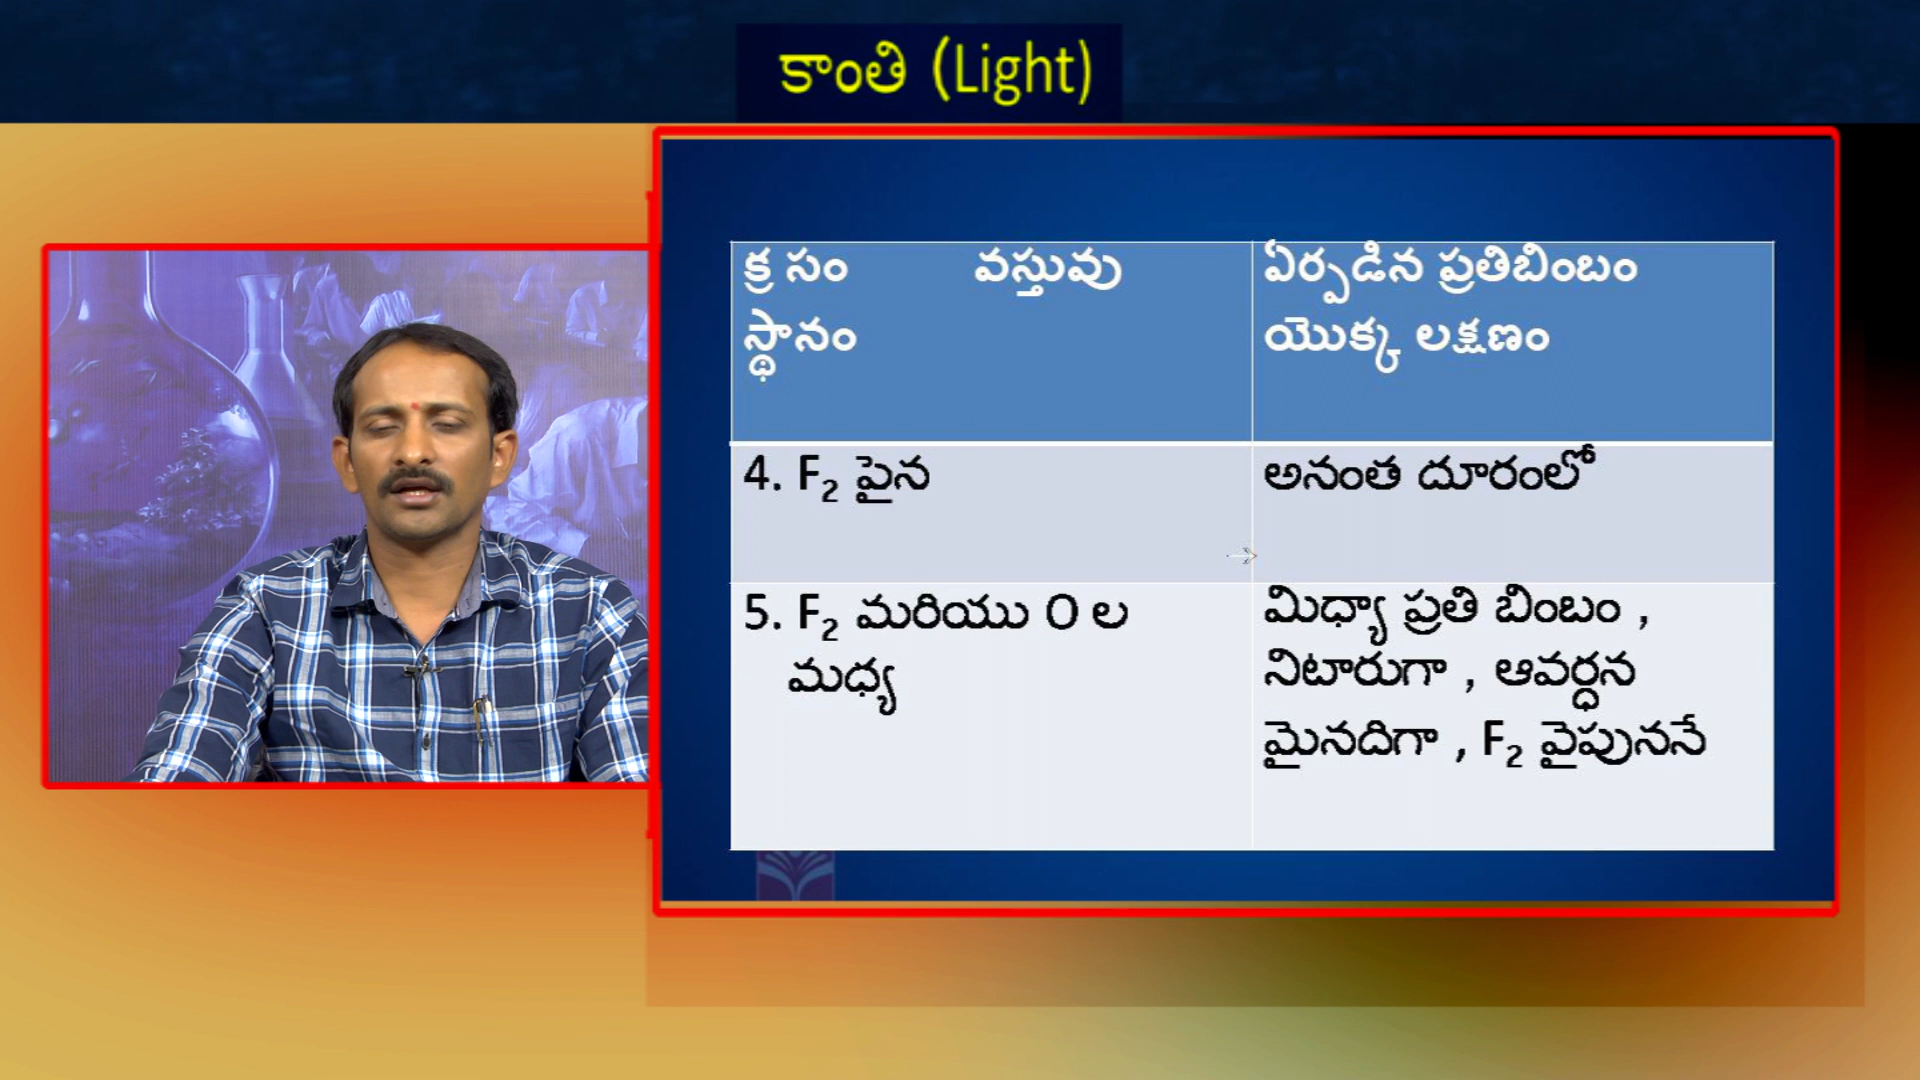 కాంతి (Light)
క్ర సం వస్తువు
స్థానం
ఏర్పడిన ప్రతిబింబం
యొక్క లక్షణం
4. F₂ పైన
అనంత దూరంలో
5. F₂ మరియు O ల
మధ్య
మిధ్యా ప్రతి బింబం ,
నిటారుగా , ఆవర్ధన
మైనదిగా , F₂ వైపుననే